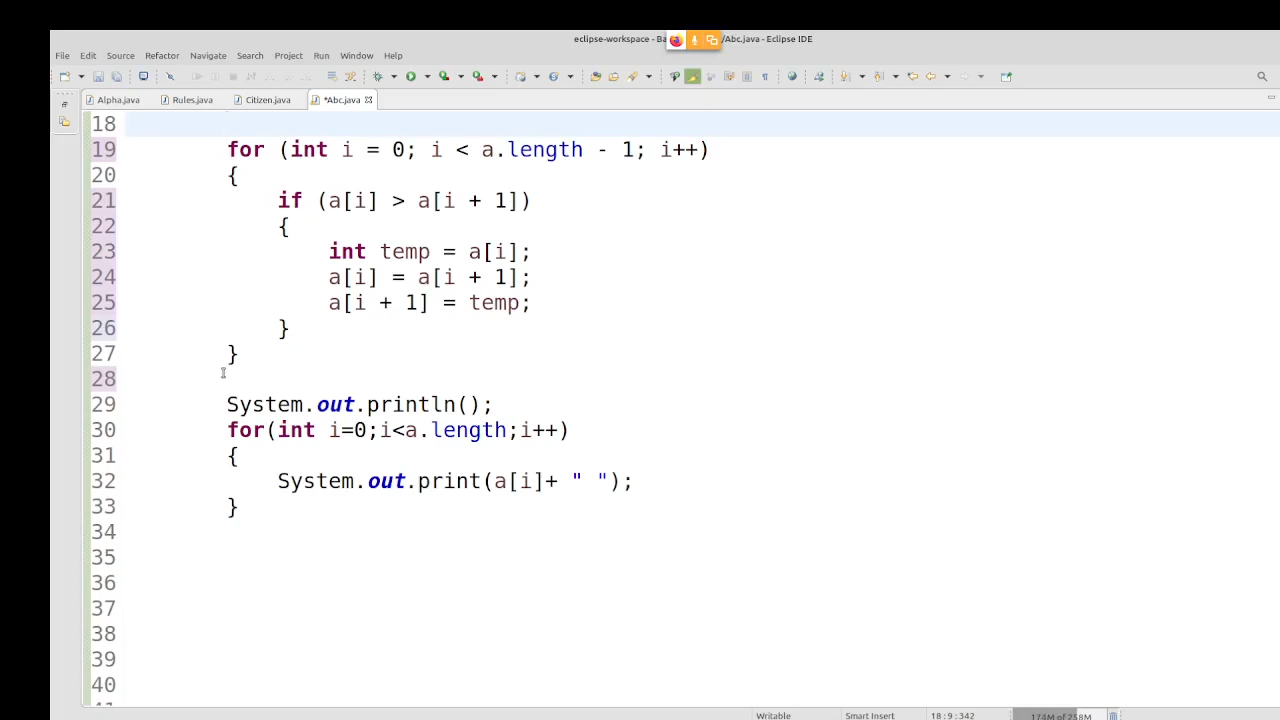 eclipse-workspace - Ba /Abc.java - Eclipse IDE
File Edit Source Refactor Navigate Search Project Run Window Help
Alpha.java Rules.java Citizen.java *Abc.java
18
19 for (int i = 0; i < a.length - 1; i++)
20 {
21 if (a[i] > a[i + 1])
22 {
23 int temp = a[i];
24 a[i] = a[i + 1];
25 a[i + 1] = temp;
26 }
27 }
28
29 System.out.println();
30 for(int i=0;i<a.length;i++)
31 {
32 System.out.print(a[i]+ " ");
33 }
34
35
36
37
38
39
40
Writable Smart Insert 18:9:342 174M of 258M